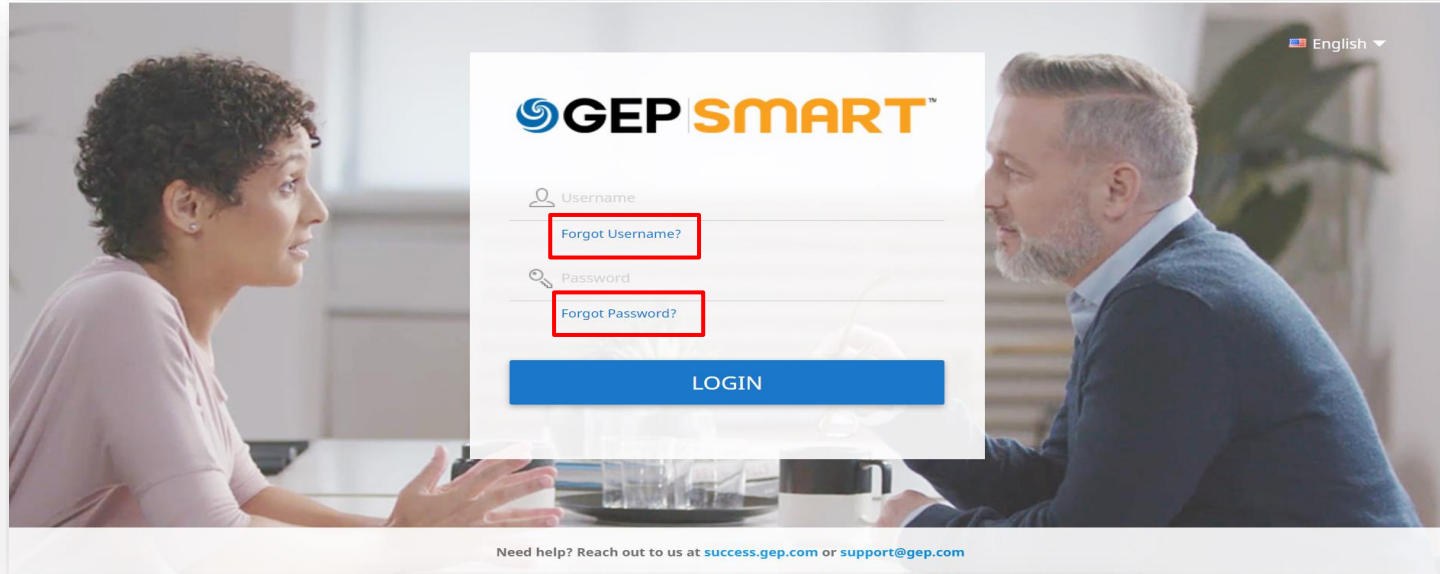 English
GEP SMART™
Username
Forgot Username?
Password
Forgot Password?
LOGIN
Need help? Reach out to us at success.gep.com or support@gep.com